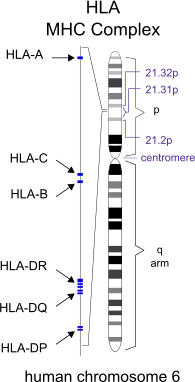 HLA
MHC Complex
HLA-A
21.32p
21.31p
p
21.2p
HLA-C
centromere
HLA-B
q
arm
HLA-DR
HLA-DQ
HLA-DP
human chromosome 6